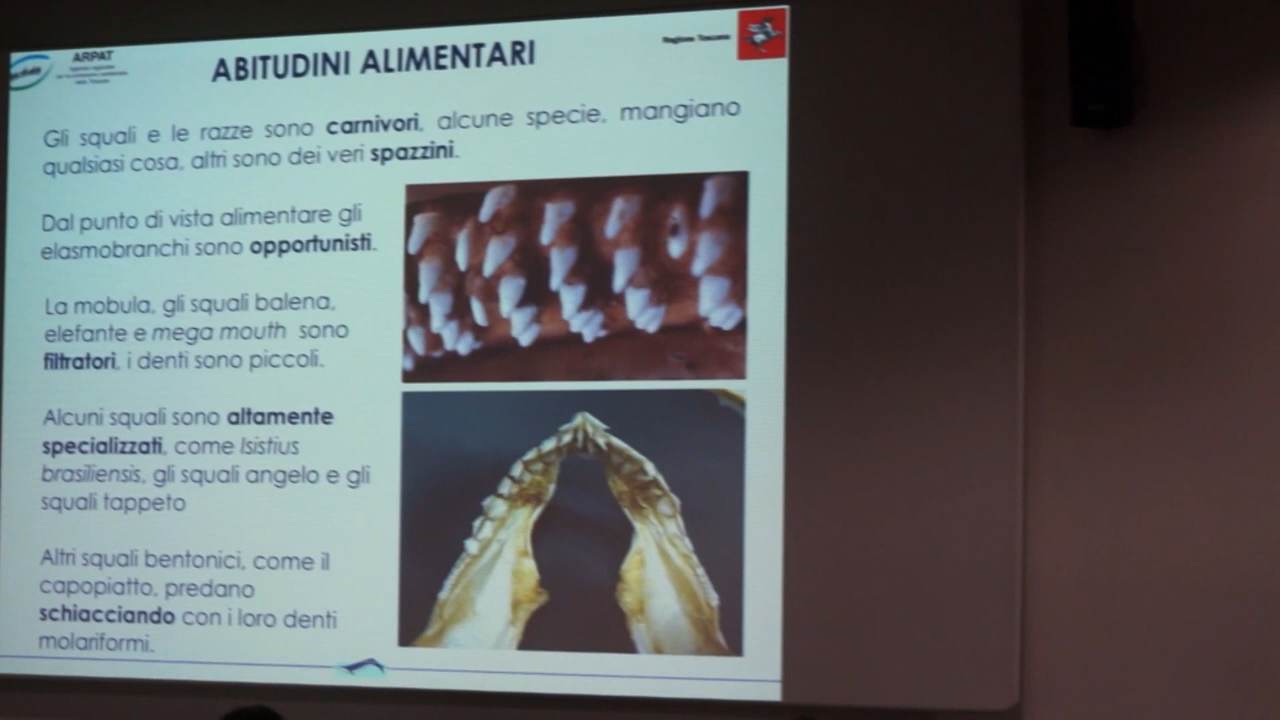 ARPAT
Regione Toscana
ABITUDINI ALIMENTARI
Gli squali e le razze sono carnivori, alcune specie, mangiano
qualsiasi cosa, altri sono dei veri spazzini.
Dal punto di vista alimentare gli
elasmobranchi sono opportunisti.
La mobula, gli squali balena,
elefante e mega mouth sono
filtratori, i denti sono piccoli.
Alcuni squali sono altamente
specializzati, come Isistius
brasiliensis, gli squali angelo e gli
squali tappeto
Altri squali bentonici, come il
capopiatto, predano
schiacciando con i loro denti
molariformi.